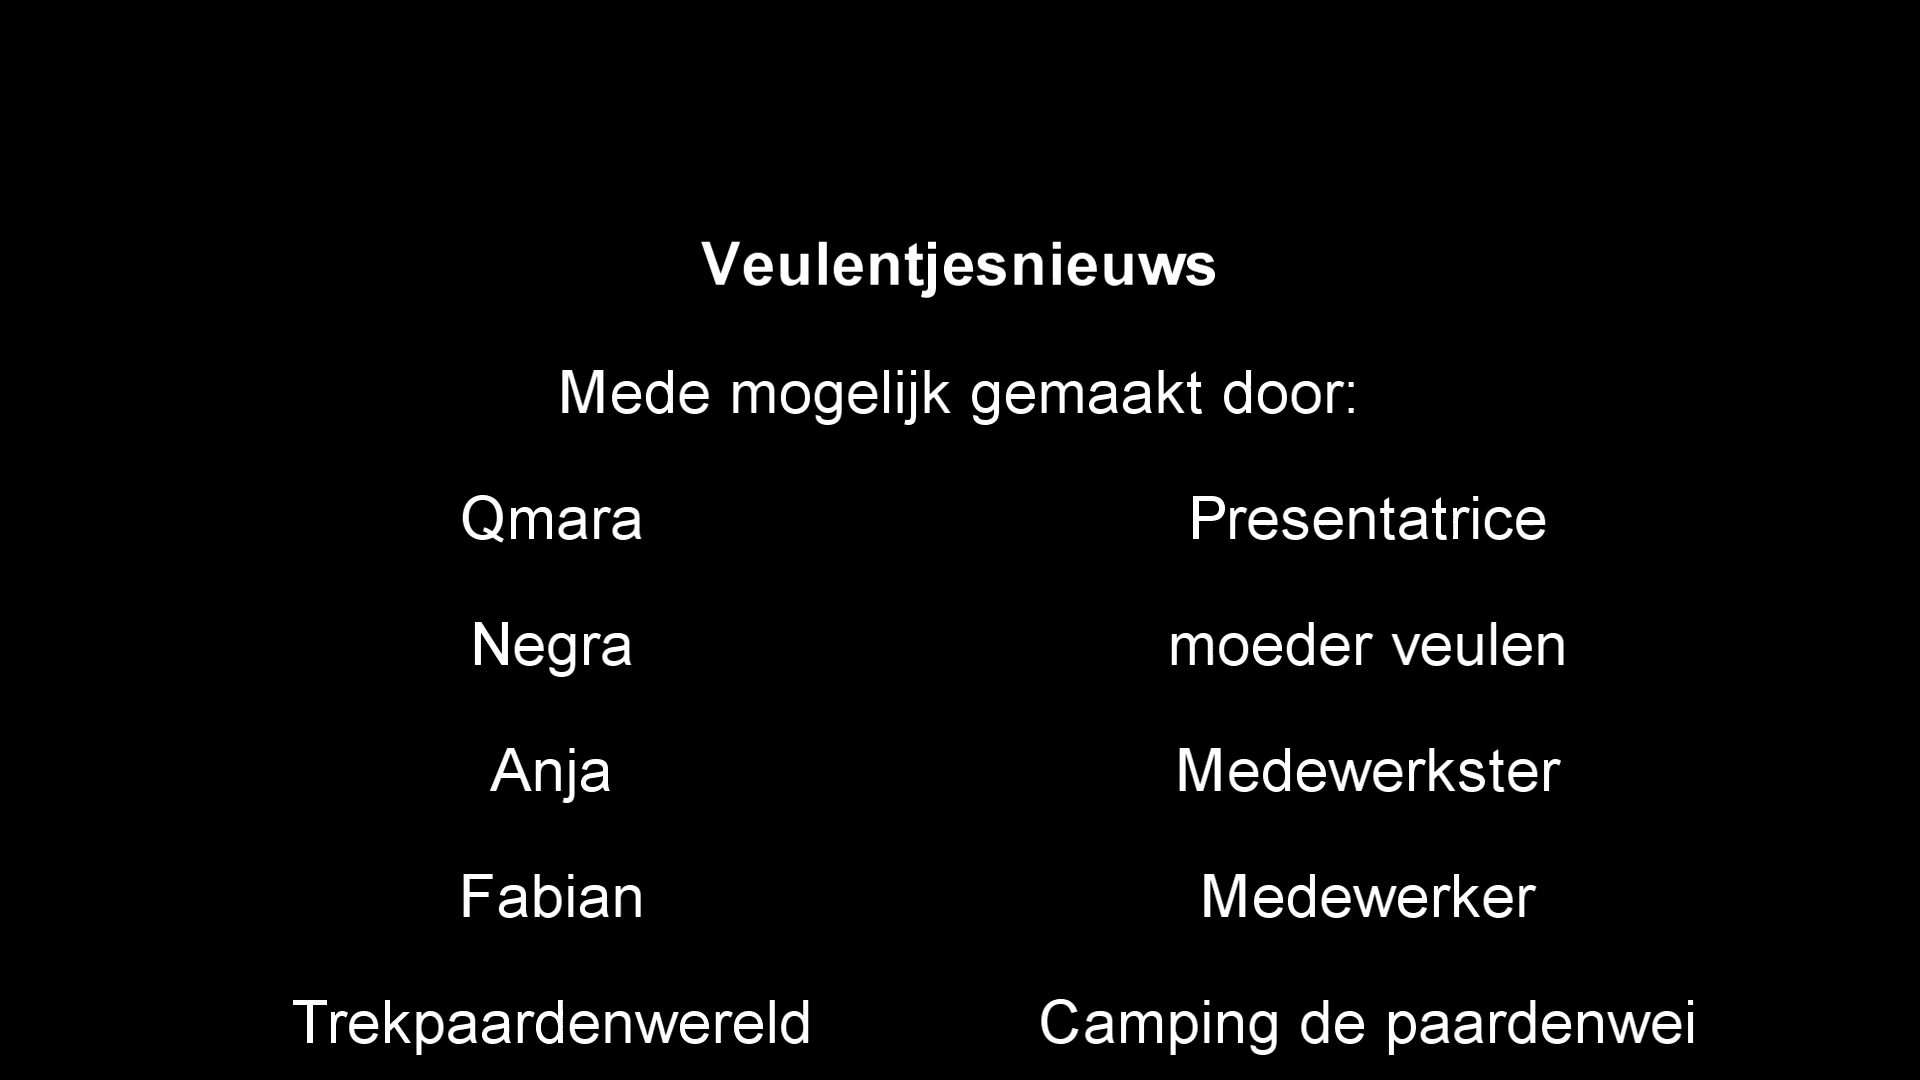 Veulentjesnieuws
Mede mogelijk gemaakt door:
Qmara Presentatrice
Negra moeder veulen
Anja Medewerkster
Fabian Medewerker
Trekpaardenwereld Camping de paardenwei